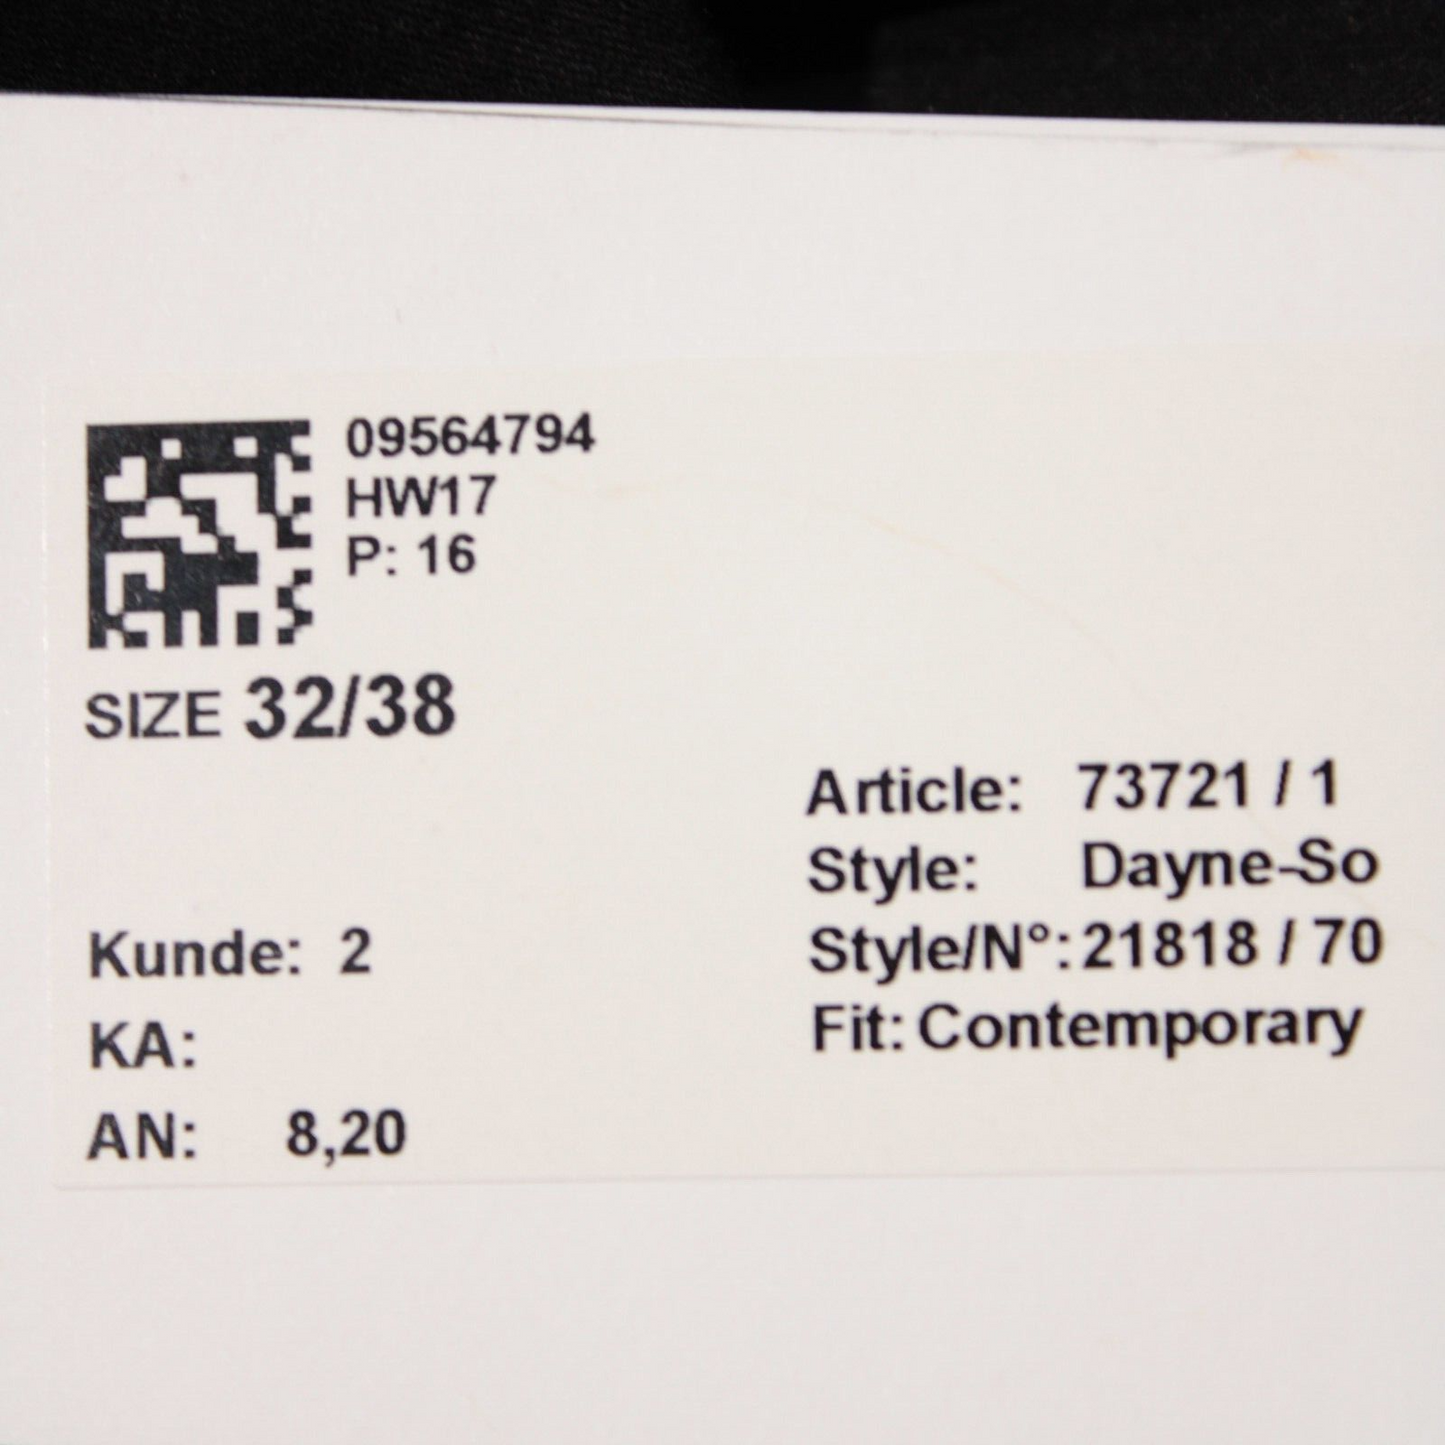 09564794
HW17
P: 16
SIZE 32/38
Article: 73721 / 1
Style: Dayne-So
Style/N°: 21818 / 70
Fit: Contemporary
Kunde: 2
KA:
AN: 8,20